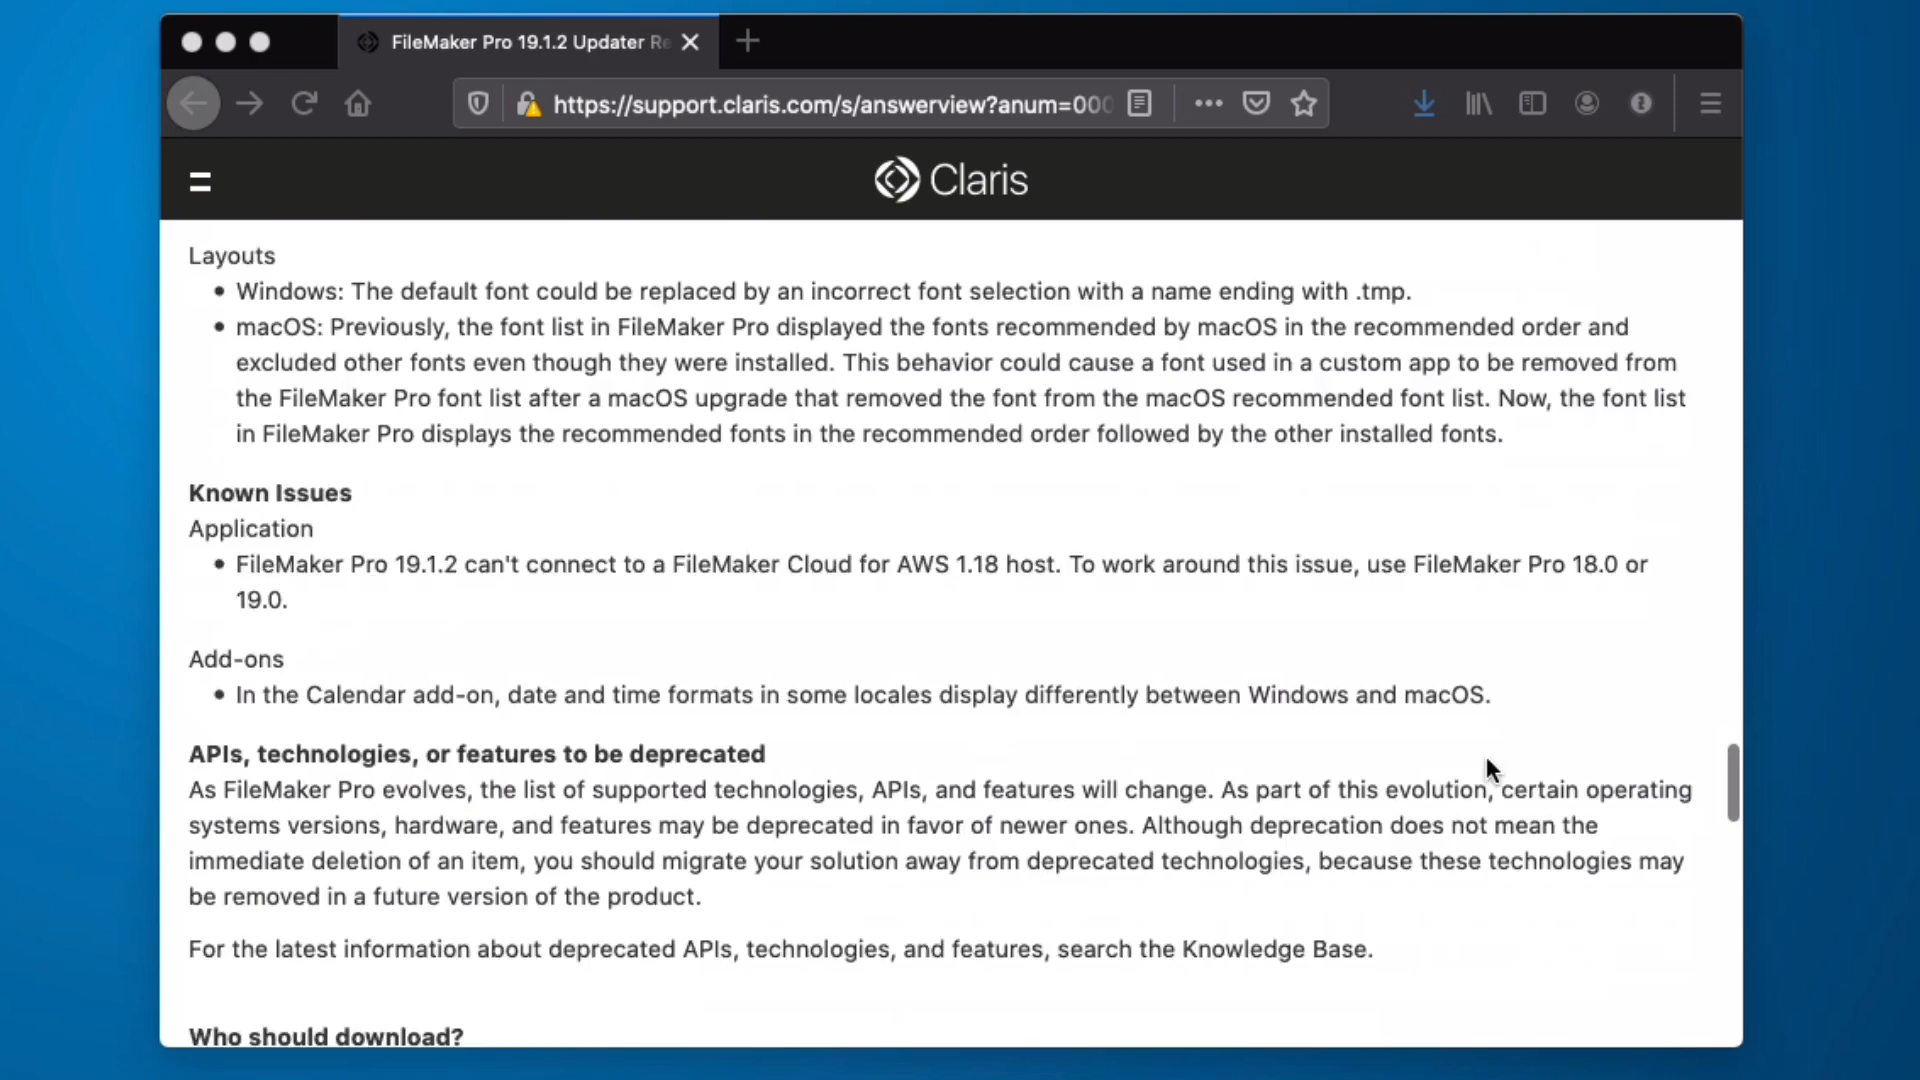 FileMaker Pro 19.1.2 Updater Re
https://support.claris.com/s/answerview?anum=000
Claris
Layouts
• Windows: The default font could be replaced by an incorrect font selection with a name ending with .tmp.
• macOS: Previously, the font list in FileMaker Pro displayed the fonts recommended by macOS in the recommended order and
excluded other fonts even though they were installed. This behavior could cause a font used in a custom app to be removed from
the FileMaker Pro font list after a macOS upgrade that removed the font from the macOS recommended font list. Now, the font list
in FileMaker Pro displays the recommended fonts in the recommended order followed by the other installed fonts.
Known Issues
Application
• FileMaker Pro 19.1.2 can't connect to a FileMaker Cloud for AWS 1.18 host. To work around this issue, use FileMaker Pro 18.0 or
19.0.
Add-ons
• In the Calendar add-on, date and time formats in some locales display differently between Windows and macOS.
APIs, technologies, or features to be deprecated
As FileMaker Pro evolves, the list of supported technologies, APIs, and features will change. As part of this evolution, certain operating
systems versions, hardware, and features may be deprecated in favor of newer ones. Although deprecation does not mean the
immediate deletion of an item, you should migrate your solution away from deprecated technologies, because these technologies may
be removed in a future version of the product.
For the latest information about deprecated APIs, technologies, and features, search the Knowledge Base.
Who should download?